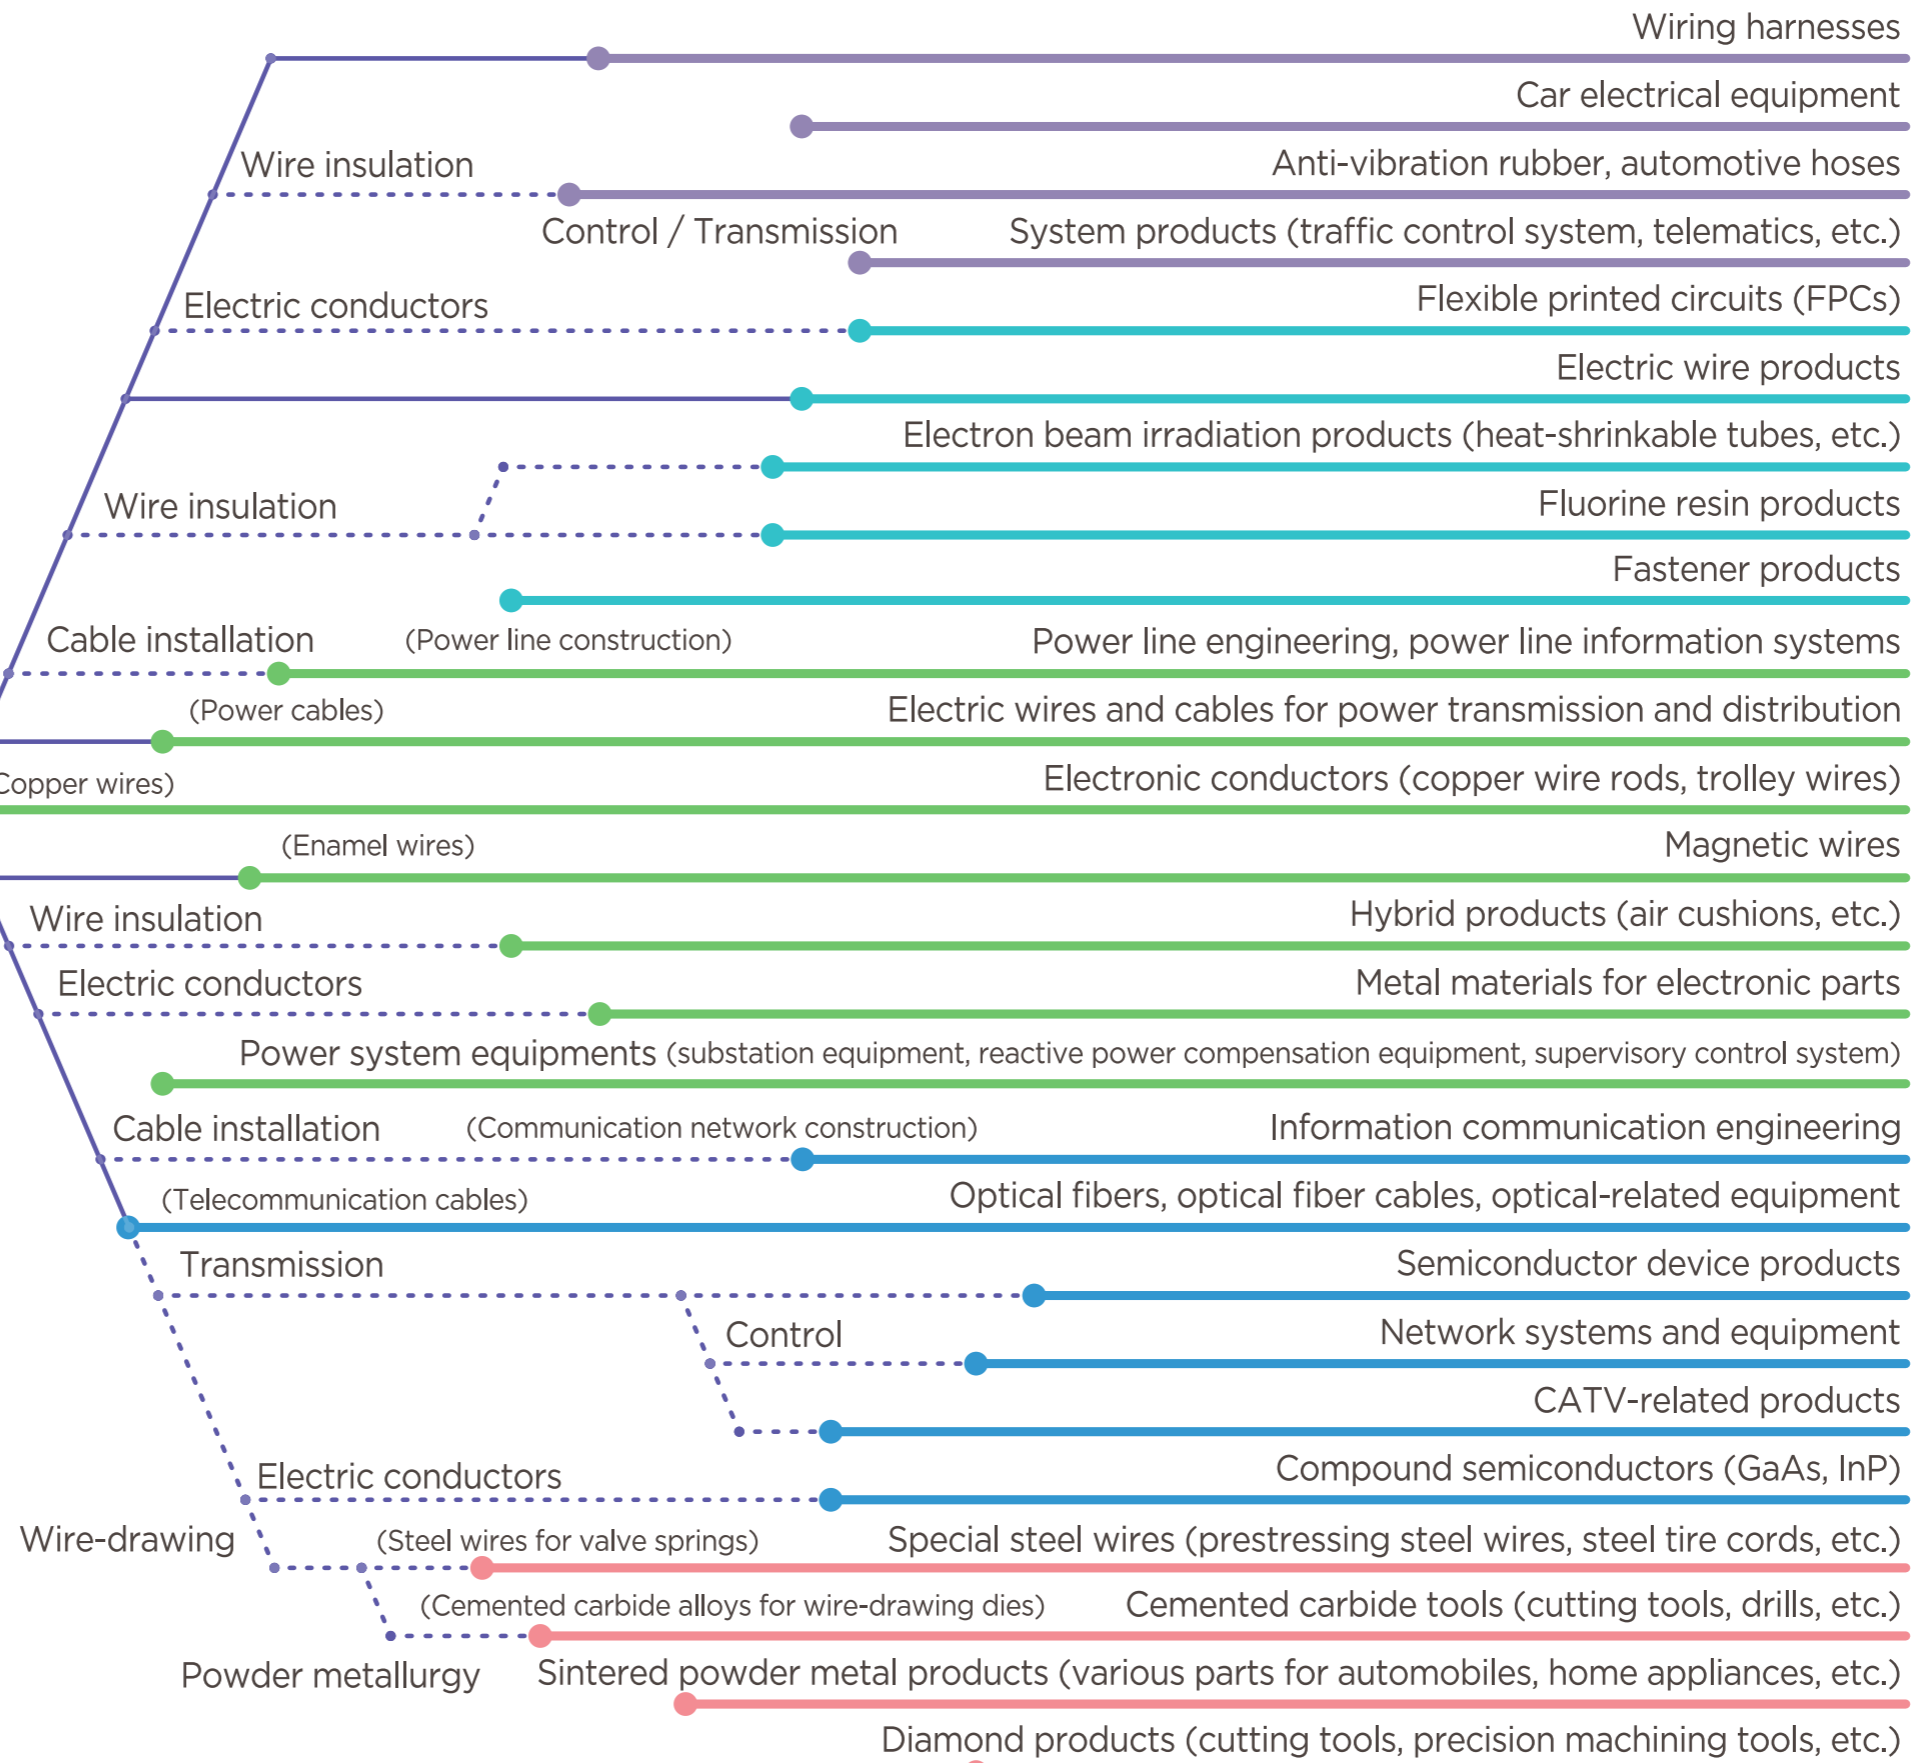 Wiring harnesses
Car electrical equipment
Wire insulation
Anti-vibration rubber, automotive hoses
Control / Transmission
System products (traffic control system, telematics, etc.)
Electric conductors
Flexible printed circuits (FPCs)
Electric wire products
Electron beam irradiation products (heat-shrinkable tubes, etc.)
Wire insulation
Fluorine resin products
Fastener products
Cable installation
(Power line construction)
Power line engineering, power line information systems
(Power cables)
Electric wires and cables for power transmission and distribution
Copper wires)
Electronic conductors (copper wire rods, trolley wires)
(Enamel wires)
Magnetic wires
Wire insulation
Hybrid products (air cushions, etc.)
Electric conductors
Metal materials for electronic parts
Power system equipments (substation equipment, reactive power compensation equipment, supervisory control system)
Cable installation
(Communication network construction)
Information communication engineering
(Telecommunication cables)
Optical fibers, optical fiber cables, optical-related equipment
Transmission
Semiconductor device products
Control
Network systems and equipment
CATV-related products
Electric conductors
Compound semiconductors (GaAs, InP)
Wire-drawing
(Steel wires for valve springs)
Special steel wires (prestressing steel wires, steel tire cords, etc.)
(Cemented carbide alloys for wire-drawing dies)
Cemented carbide tools (cutting tools, drills, etc.)
Powder metallurgy
Sintered powder metal products (various parts for automobiles, home appliances, etc.)
Diamond products (cutting tools, precision machining tools, etc.)